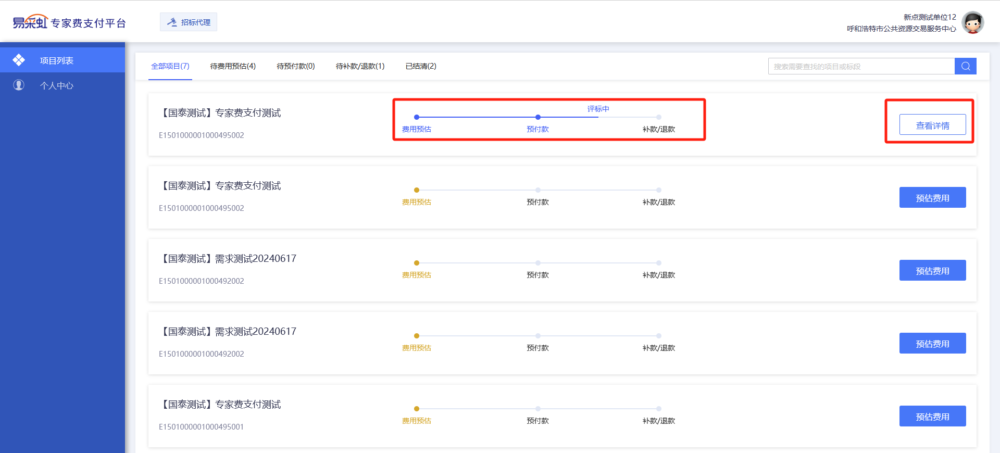 易采虹 专家费支付平台
招标代理
新点测试单位12
呼和浩特市公共资源交易服务中心
项目列表
个人中心
全部项目(7) 待费用预估(4) 待预付款(0) 待补款/退款(1) 已结清(2)
搜索需要查找的项目或标段
【国泰测试】专家费支付测试
E1501000001000495002
评标中
费用预估 预付款 补款/退款
查看详情
【国泰测试】专家费支付测试
E1501000001000495002
费用预估 预付款 补款/退款
预估费用
【国泰测试】需求测试20240617
E1501000001000492002
费用预估 预付款 补款/退款
预估费用
【国泰测试】需求测试20240617
E1501000001000492002
费用预估 预付款 补款/退款
预估费用
【国泰测试】专家费支付测试
E1501000001000495001
费用预估 预付款 补款/退款
预估费用